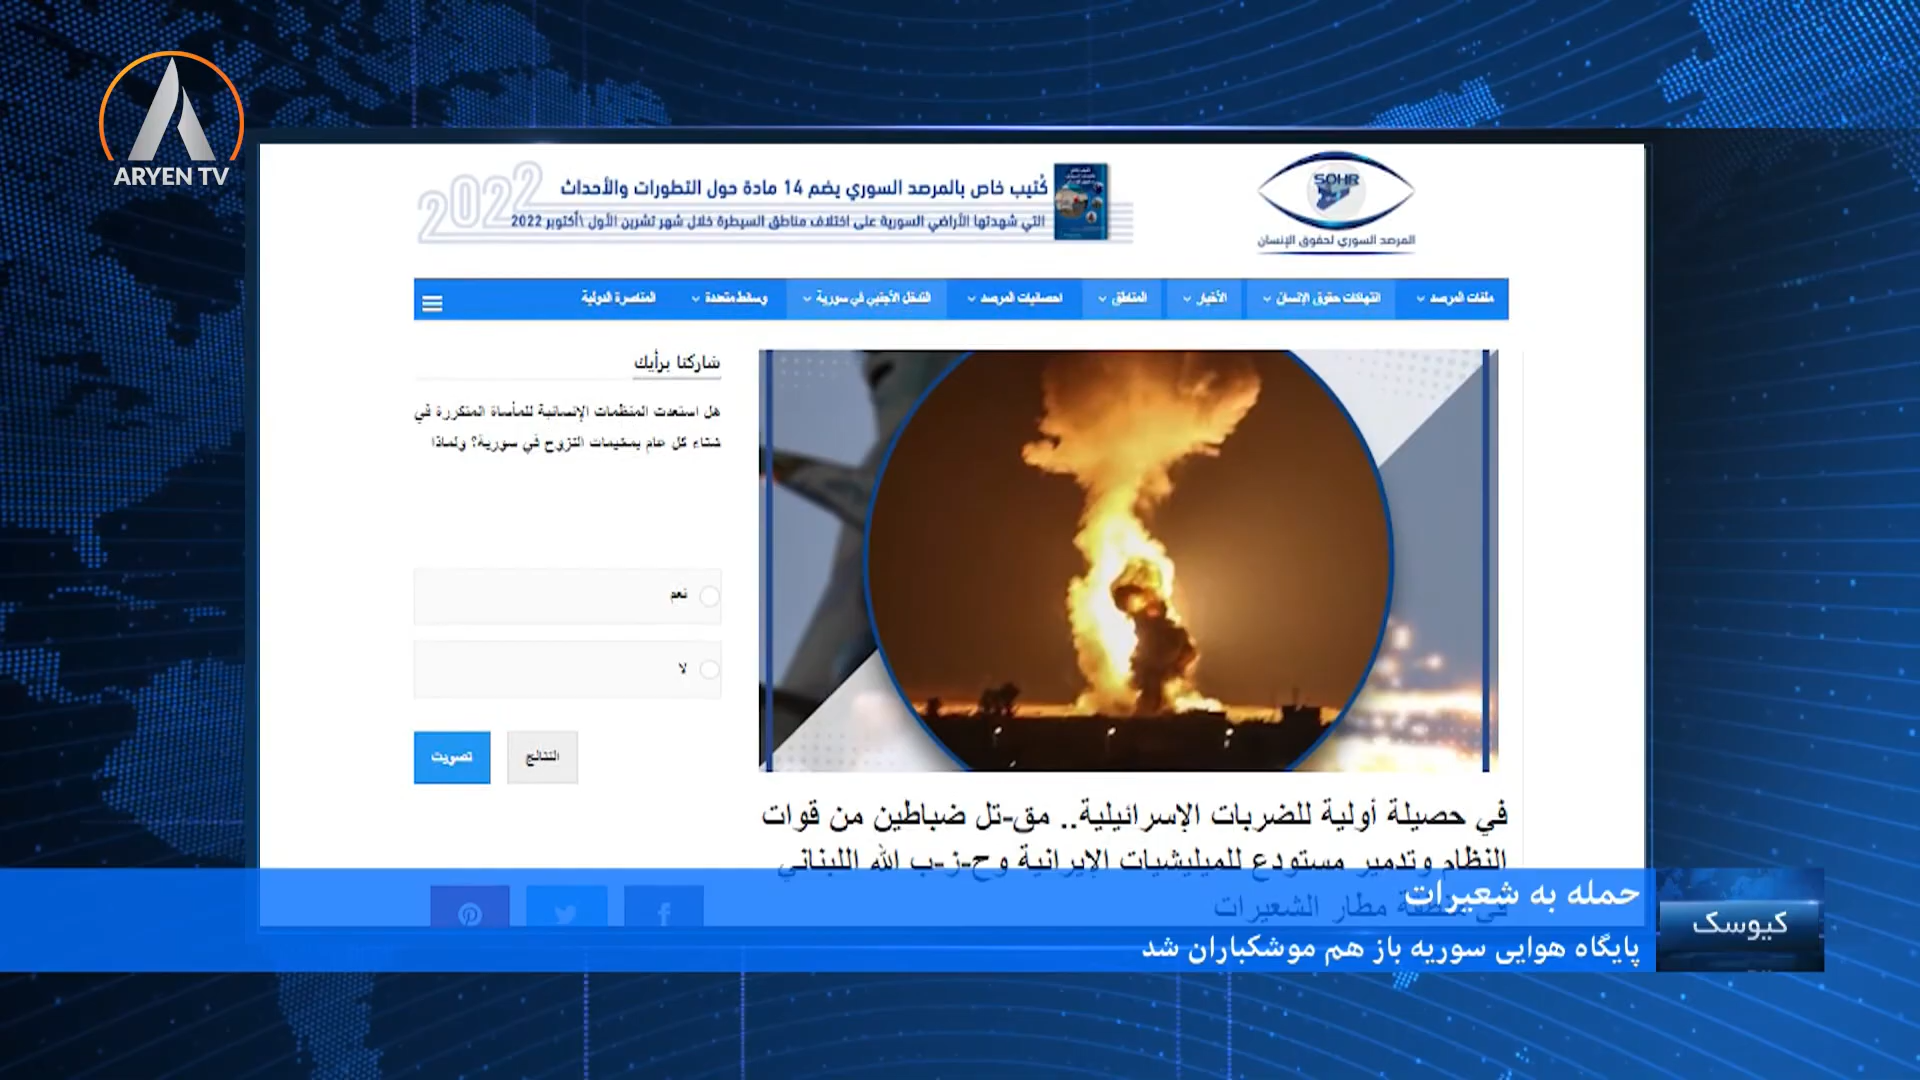 ARYEN TV
2022
كُتيب خاص بالمرصد السوري يضم 14 مادة حول التطورات والأحداث
التي شهدتها الأراضي السورية على اختلاف مناطق السيطرة خلال شهر تشرين الأول \أكتوبر 2022
SOHR
المرصد السوري لحقوق الإنسان
ملفات المرصد
انتهاكات حقوق الإنسان
الأخبار
المناطق
احصائيات المرصد
التدخل الأجنبي في سورية
وسائط متعددة
المناصرة الدولية
شاركنا برأيك
هل استعدت المنظمات الإنسانية للمأساة المتكررة في
شتاء كل عام بمخيمات النزوح في سورية؟ ولماذا
نعم
لا
النتائج
تصويت
في حصيلة أولية للضربات الإسرائيلية.. مق-تل ضباطين من قوات
النظام وتدمير مستودع للميليشيات الإيرانية وح-ز-ب الله اللبناني
في منطقة مطار الشعيرات
حمله به شعیرات
پایگاه هوایی سوریه باز هم موشکباران شد
کیوسک